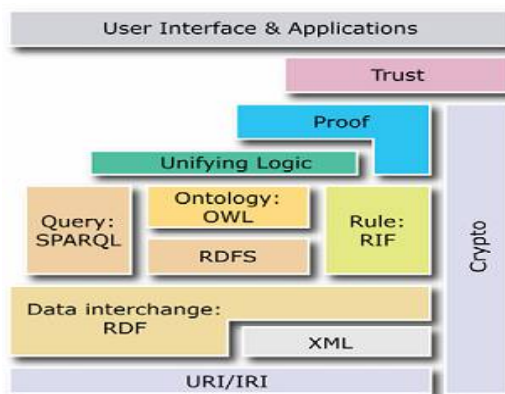 User Interface & Applications
Trust
Proof
Unifying Logic
Query:
SPARQL
Ontology:
OWL
RDFS
Rule:
RIF
Crypto
Data interchange:
RDF
XML
URI/IRI